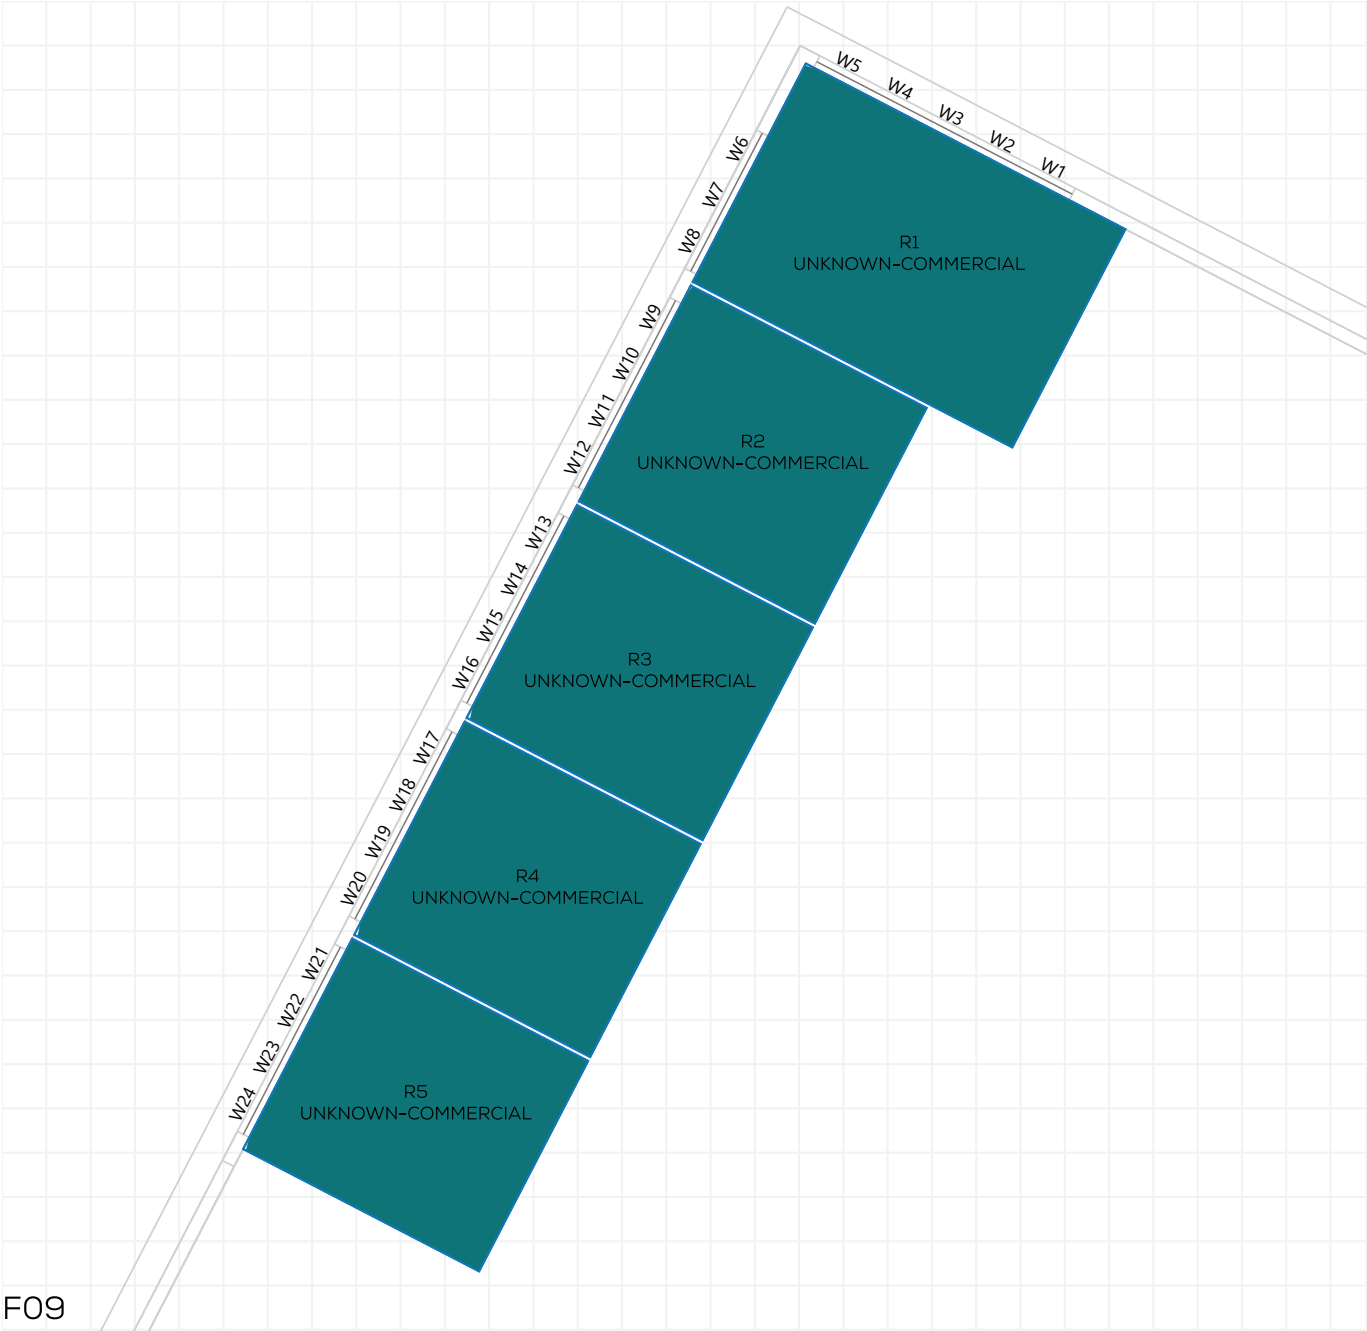 W5
W4
W3
W2
W1
W6
W7
W8
R1
UNKNOWN-COMMERCIAL
W9
W10
W11
W12
R2
UNKNOWN-COMMERCIAL
W13
W14
W15
W16
R3
UNKNOWN-COMMERCIAL
W17
W18
W19
W20
R4
UNKNOWN-COMMERCIAL
W21
W22
W23
W24
R5
UNKNOWN-COMMERCIAL
F09